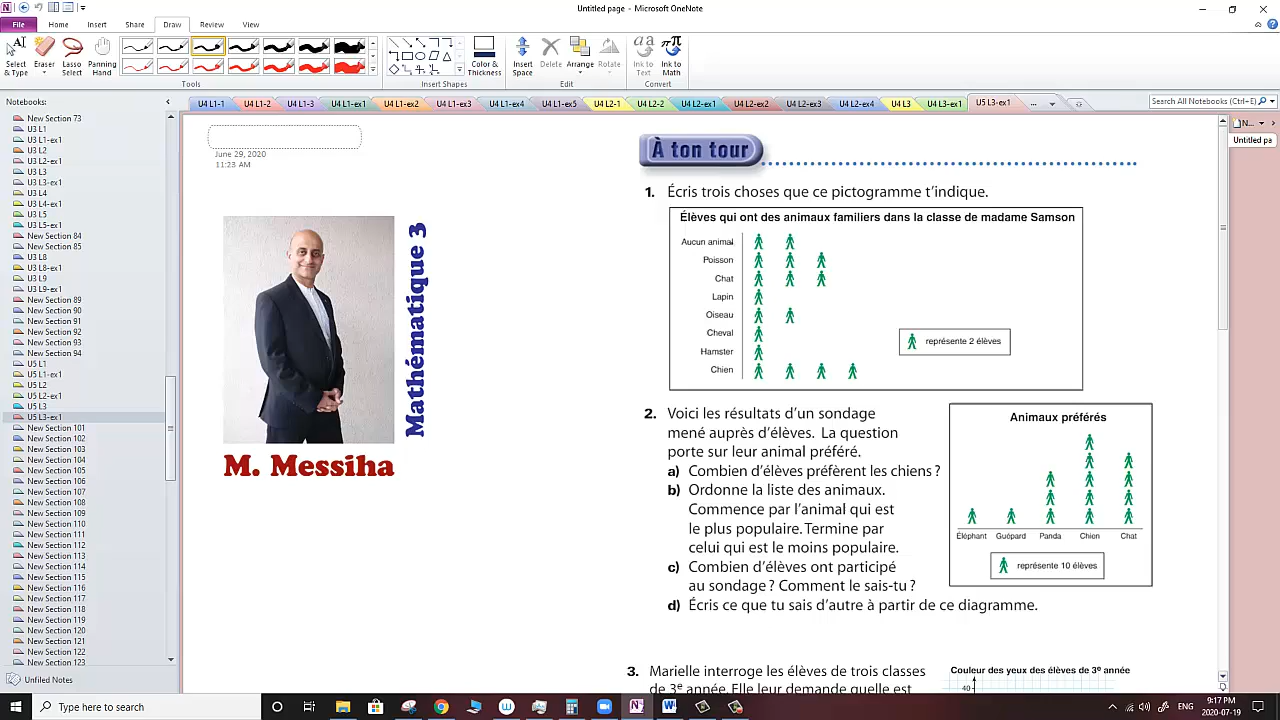 Untitled page - Microsoft OneNote
File Home Insert Share Draw Review View
Select & Type
Eraser
Lasso Select
Panning Hand
Color & Thickness
Insert Space
Delete
Arrange
Rotate
Ink to Text
Ink to Math
Tools
Insert Shapes
Edit
Convert
Notebooks:
U4 L1-1 U4 L1-2 U4 L1-3 U4 L1-ex1 U4 L1-ex2 U4 L1-ex3 U4 L1-ex4 U4 L1-ex5 U4 L2-1 U4 L2-2 U4 L2-ex1 U4 L2-ex2 U4 L2-ex3 U4 L2-ex4 U4 L3 U4 L3-ex1 U5 L3-ex1 ...
Search All Notebooks (Ctrl+E)
N...
Untitled pa
New Section 73
U3 L1
U3 L1-ex1
U3 L2
U3 L2-ex1
U3 L3
U3 L3-ex1
U3 L4
U3 L4-ex1
U3 L5
U3 L5-ex1
New Section 84
New Section 85
U3 L8
U3 L8-ex1
U3 L9
U3 L9-ex1
New Section 89
New Section 90
New Section 91
New Section 92
New Section 93
New Section 94
U5 L1
U5 L1-ex1
U5 L2
U5 L2-ex1
U5 L3
U5 L3-ex1
New Section 101
New Section 102
New Section 103
New Section 104
New Section 105
New Section 106
New Section 107
New Section 108
New Section 109
New Section 110
New Section 111
New Section 112
New Section 113
New Section 114
New Section 115
New Section 116
New Section 117
New Section 118
New Section 119
New Section 120
New Section 121
New Section 122
New Section 123
Unfiled Notes
June 29, 2020
11:23 AM
Mathématique 3
M. Messiha
À ton tour
1. Écris trois choses que ce pictogramme t'indique.
Élèves qui ont des animaux familiers dans la classe de madame Samson
Aucun animal
Poisson
Chat
Lapin
Oiseau
Cheval
Hamster
Chien
représente 2 élèves
2. Voici les résultats d'un sondage
mené auprès d'élèves. La question
porte sur leur animal préféré.
a) Combien d'élèves préfèrent les chiens ?
b) Ordonne la liste des animaux.
Commence par l'animal qui est
le plus populaire. Termine par
celui qui est le moins populaire.
c) Combien d'élèves ont participé
au sondage ? Comment le sais-tu ?
d) Écris ce que tu sais d'autre à partir de ce diagramme.
Animaux préférés
Éléphant Guépard Panda Chien Chat
représente 10 élèves
3. Marielle interroge les élèves de trois classes
de 3e année. Elle leur demande quelle est
Couleur des yeux des élèves de 3e année
40
Type here to search
ENG
9:17 PM
2020-07-19